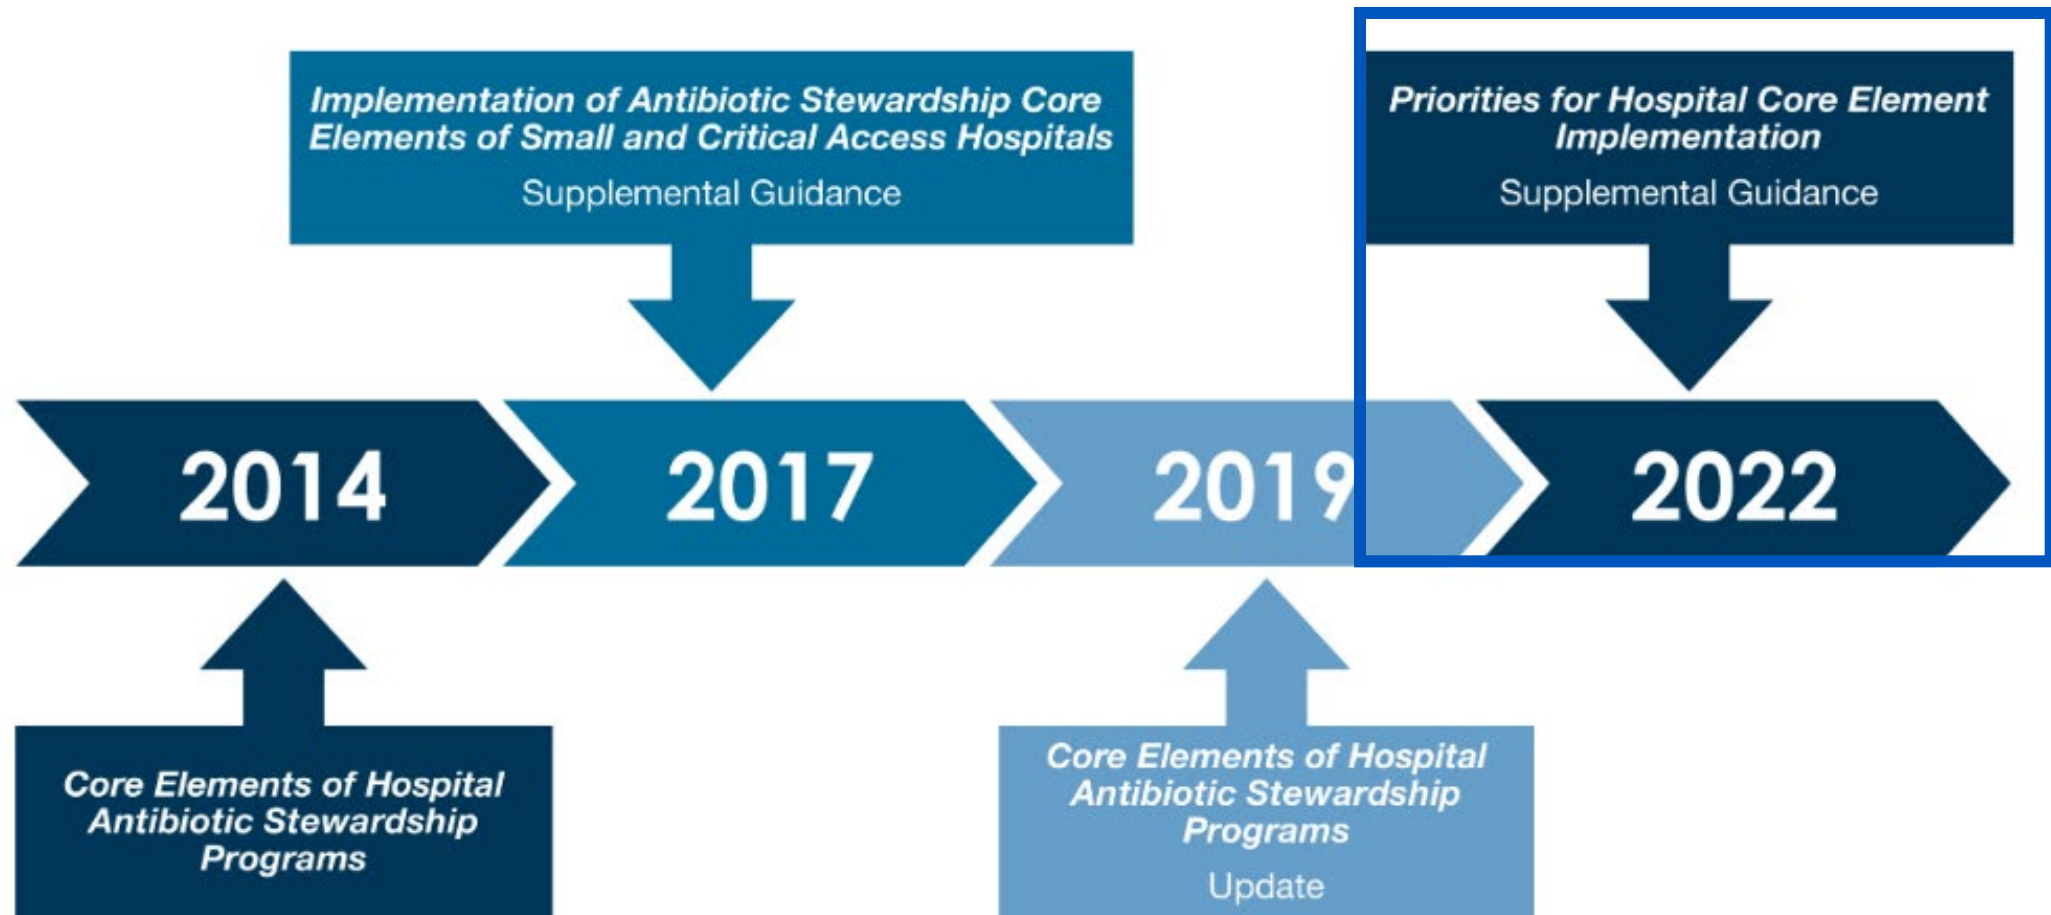 Implementation of Antibiotic Stewardship Core
Elements of Small and Critical Access Hospitals
Supplemental Guidance
Priorities for Hospital Core Element
Implementation
Supplemental Guidance
2014
2017
2019
2022
Core Elements of Hospital
Antibiotic Stewardship
Programs
Core Elements of Hospital
Antibiotic Stewardship
Programs
Update